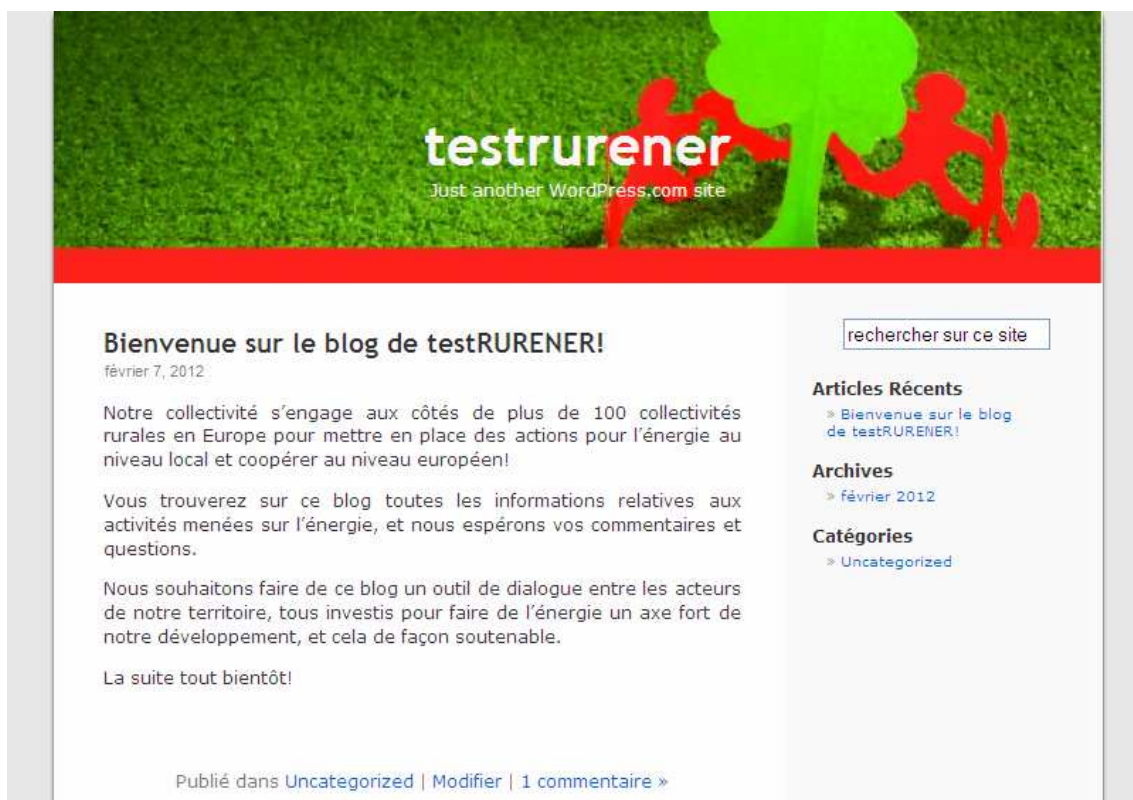 testrurener
Just another WordPress.com site
Bienvenue sur le blog de testRURENER!
février 7, 2012
Notre collectivité s’engage aux côtés de plus de 100 collectivités
rurales en Europe pour mettre en place des actions pour l’énergie au
niveau local et coopérer au niveau européen!
Vous trouverez sur ce blog toutes les informations relatives aux
activités menées sur l’énergie, et nous espérons vos commentaires et
questions.
Nous souhaitons faire de ce blog un outil de dialogue entre les acteurs
de notre territoire, tous investis pour faire de l’énergie un axe fort de
notre développement, et cela de façon soutenable.
La suite tout bientôt!
Publié dans Uncategorized | Modifier | 1 commentaire »
rechercher sur ce site
Articles Récents
» Bienvenue sur le blog
de testRURENER!
Archives
» février 2012
Catégories
» Uncategorized